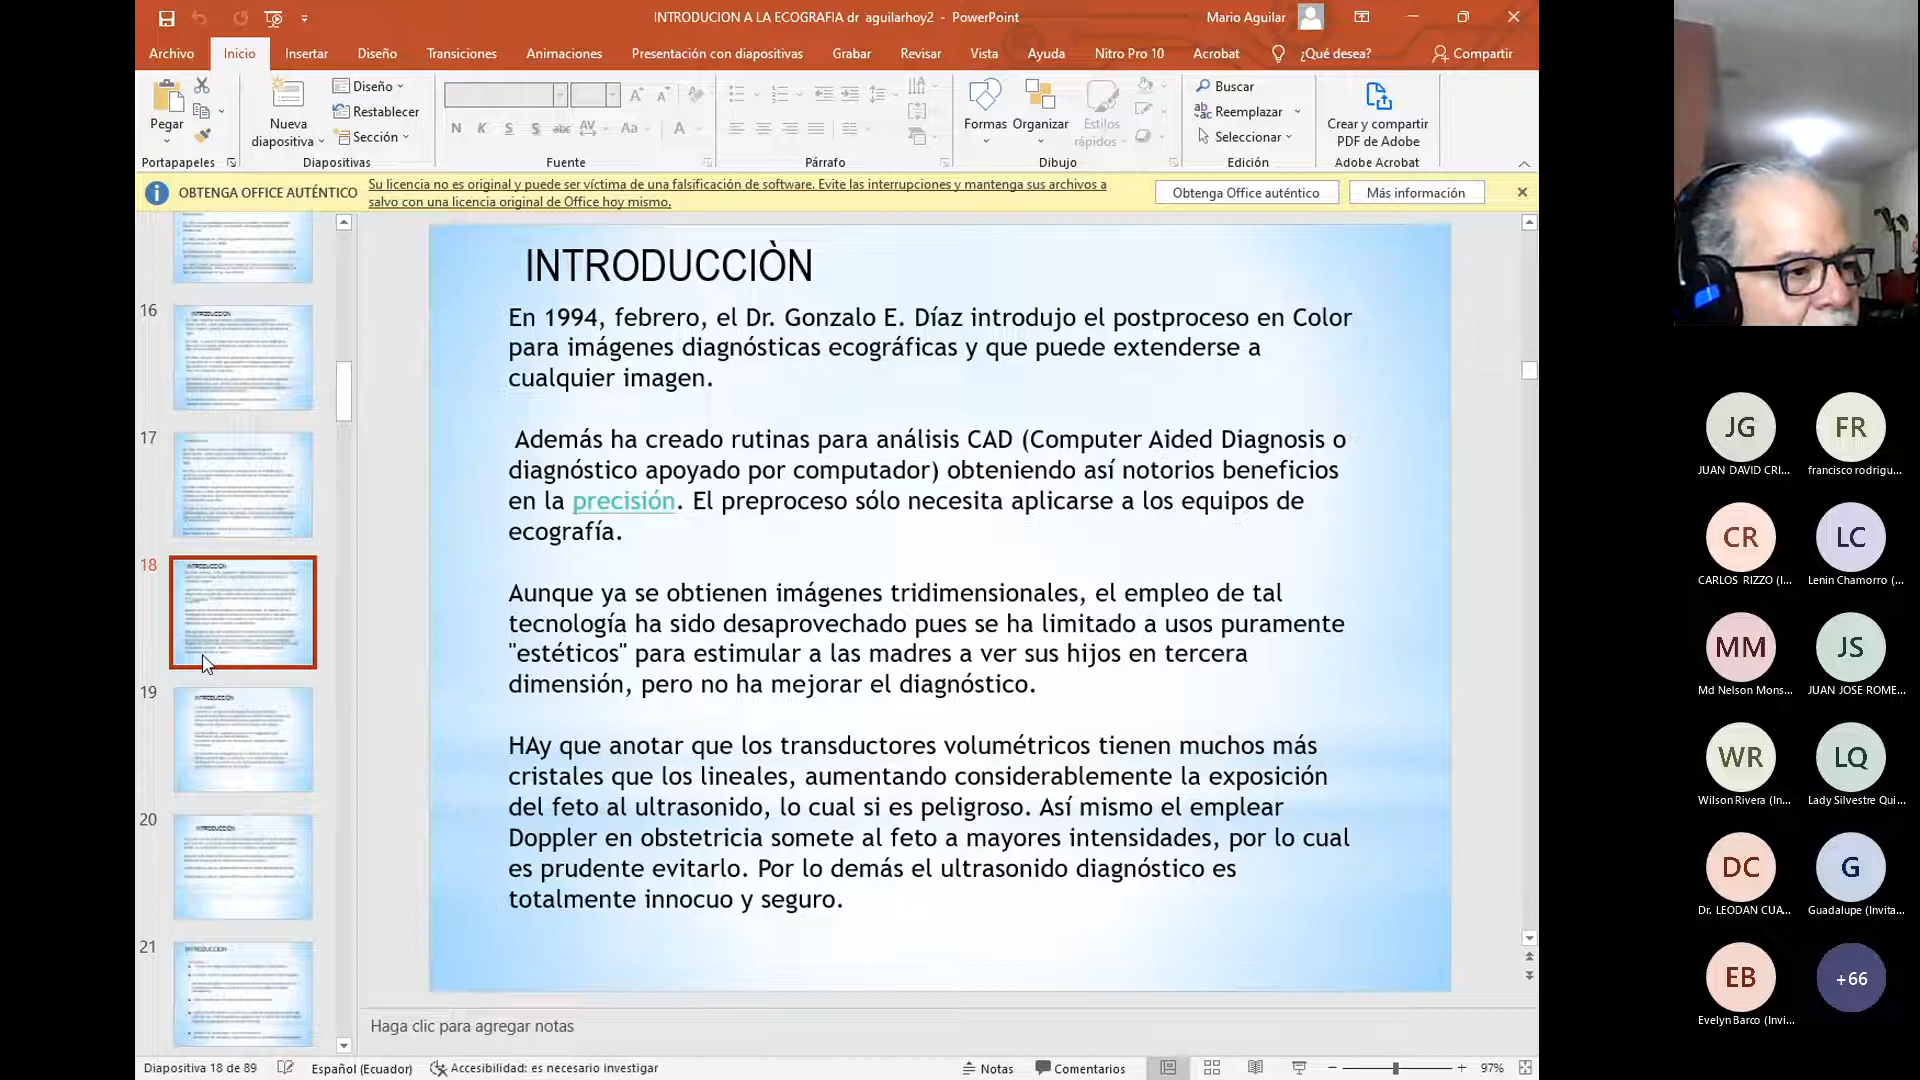 INTRODUCION A LA ECOGRAFIA dr aguilarhoy2 - PowerPoint
Mario Aguilar
Archivo
Inicio
Insertar
Diseño
Transiciones
Animaciones
Presentación con diapositivas
Grabar
Revisar
Vista
Ayuda
Nitro Pro 10
Acrobat
¿Qué desea?
Compartir
Pegar
Nueva
diapositiva
Diseño
Restablecer
Sección
N K S S abc AV Aa A
Formas
Organizar
Estilos
rápidos
Buscar
Reemplazar
Seleccionar
Crear y compartir
PDF de Adobe
Portapapeles
Diapositivas
Fuente
Párrafo
Dibujo
Edición
Adobe Acrobat
OBTENGA OFFICE AUTÉNTICO
Su licencia no es original y puede ser víctima de una falsificación de software. Evite las interrupciones y mantenga sus archivos a
salvo con una licencia original de Office hoy mismo.
Obtenga Office auténtico
Más información
16
17
18
19
20
21
INTRODUCCIÒN
En 1994, febrero, el Dr. Gonzalo E. Díaz introdujo el postproceso en Color
para imágenes diagnósticas ecográficas y que puede extenderse a
cualquier imagen.
Además ha creado rutinas para análisis CAD (Computer Aided Diagnosis o
diagnóstico apoyado por computador) obteniendo así notorios beneficios
en la precisión. El preproceso sólo necesita aplicarse a los equipos de
ecografía.
Aunque ya se obtienen imágenes tridimensionales, el empleo de tal
tecnología ha sido desaprovechado pues se ha limitado a usos puramente
"estéticos" para estimular a las madres a ver sus hijos en tercera
dimensión, pero no ha mejorar el diagnóstico.
HAy que anotar que los transductores volumétricos tienen muchos más
cristales que los lineales, aumentando considerablemente la exposición
del feto al ultrasonido, lo cual si es peligroso. Así mismo el emplear
Doppler en obstetricia somete al feto a mayores intensidades, por lo cual
es prudente evitarlo. Por lo demás el ultrasonido diagnóstico es
totalmente innocuo y seguro.
Haga clic para agregar notas
Diapositiva 18 de 89
Español (Ecuador)
Accesibilidad: es necesario investigar
Notas
Comentarios
97%
JG
JUAN DAVID CRI...
FR
francisco rodrigu...
CR
CARLOS RIZZO (I...
LC
Lenin Chamorro (...
MM
Md Nelson Mons...
JS
JUAN JOSE ROME...
WR
Wilson Rivera (In...
LQ
Lady Silvestre Qui...
DC
Dr. LEODAN CUA...
G
Guadalupe (Invita...
EB
Evelyn Barco (Invi...
+66